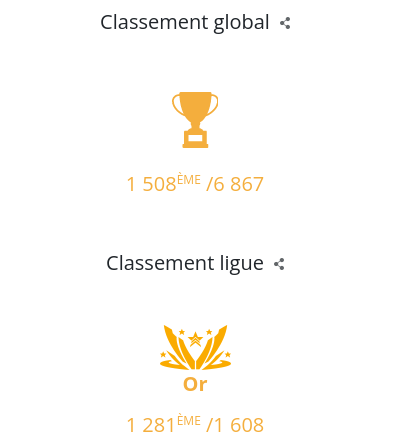 Classement global
1 508ÈME /6 867
Classement ligue
Or
1 281ÈME /1 608